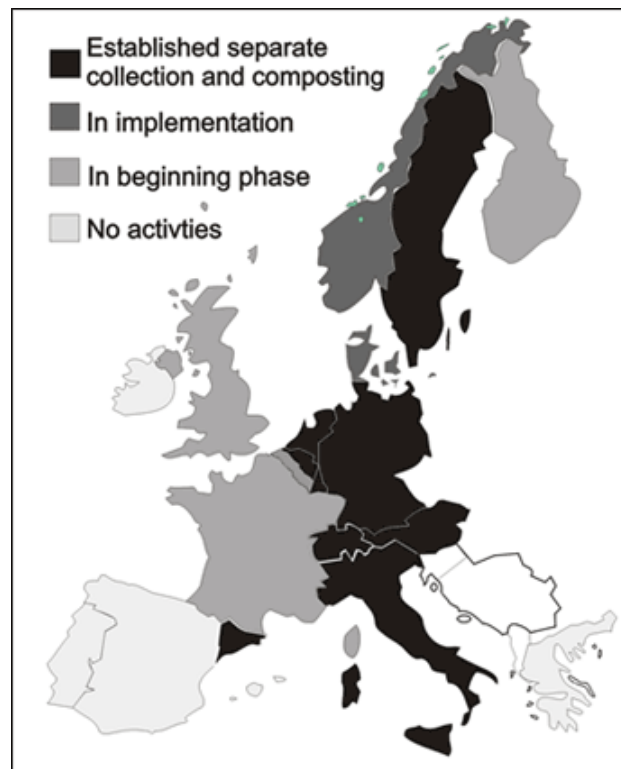 Established separate
collection and composting
In implementation
In beginning phase
No activties